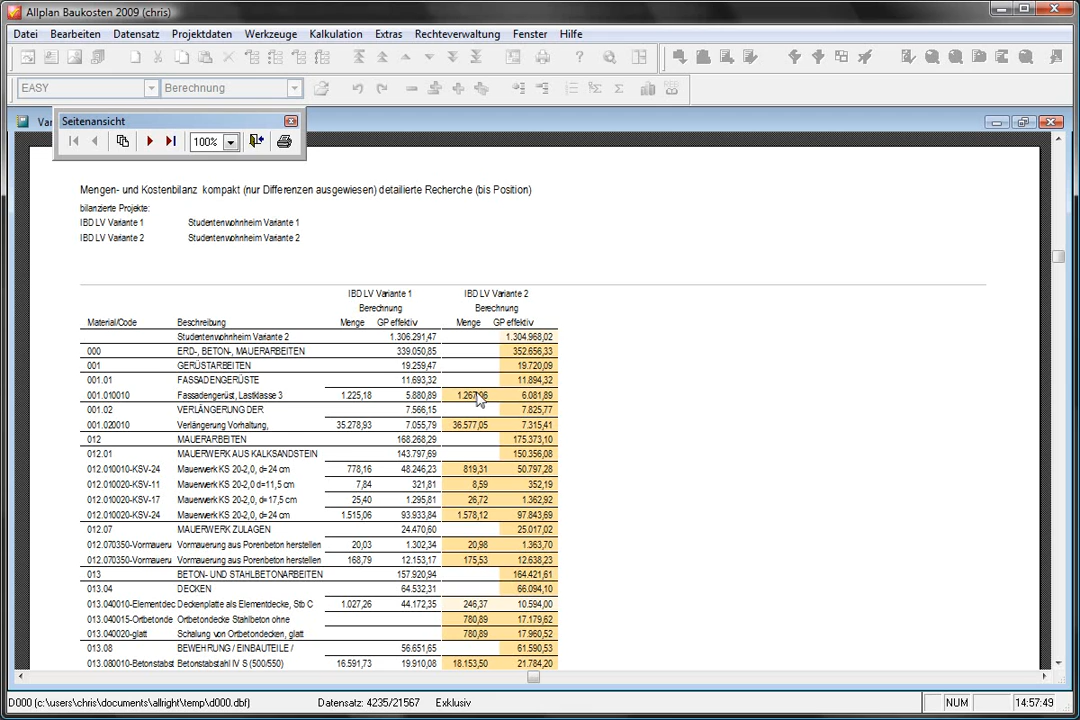 Allplan Baukosten 2009 (chris)
Datei Bearbeiten Datensatz Projektdaten Werkzeuge Kalkulation Extras Rechteverwaltung Fenster Hilfe
EASY Berechnung
Var
Seitenansicht
100%
Mengen- und Kostenbilanz kompakt (nur Differenzen ausgewiesen) detailierte Recherche (bis Position)
bilanzierte Projekte:
IBD LV Variante 1 Studentenwohnheim Variante 1
IBD LV Variante 2 Studentenwohnheim Variante 2
IBD LV Variante 1 IBD LV Variante 2
Berechnung Berechnung
Material/Code Beschreibung Menge GP effektiv Menge GP effektiv
Studentenwohnheim Variante 2 1.306.291,47 1.304.968,02
000 ERD-, BETON-, MAUERARBEITEN 339.050,85 352.656,33
001 GERÜSTARBEITEN 19.259,47 19.720,09
001.01 FASSADENGERÜSTE 11.693,32 11.894,32
001.010010 Fassadengerüst, Lastklasse 3 1.225,18 5.880,89 6.081,89
001.02 VERLÄNGERUNG DER 7.566,15 7.825,77
001.020010 Verlängerung Vorhaltung, 35.278,93 7.055,79 36.577,05 7.315,41
012 MAUERARBEITEN 168.268,29 175.373,10
012.01 MAUERWERK AUS KALKSANDSTEIN 143.797,69 150.356,08
012.010010-KSV-24 Mauerwerk KS 20-2,0, d=24 cm 778,16 48.246,23 819,31 50.797,28
012.010020-KSV-11 Mauerwerk KS 20-2,0 d=11,5 cm 7,84 321,81 8,59 352,19
012.010020-KSV-17 Mauerwerk KS 20-2,0, d=17,5 cm 25,40 1.295,81 26,72 1.362,92
012.010020-KSV-24 Mauerwerk KS 20-2,0, d=24 cm 1.515,06 93.933,84 1.578,12 97.843,69
012.07 MAUERWERK ZULAGEN 24.470,60 25.017,02
012.070350-Vormaueru Vormauerung aus Porenbeton herstellen 20,03 1.302,34 20,98 1.363,70
012.070350-Vormaueru Vormauerung aus Porenbeton herstellen 168,79 12.153,17 175,53 12.638,23
013 BETON- UND STAHLBETONARBEITEN 157.920,94 164.421,61
013.04 DECKEN 64.532,31 66.094,10
013.040010-Elementdec Deckenplatte als Elementdecke, Stb C 1.027,26 44.172,35 246,37 10.594,00
013.040015-Ortbetonde Ortbetondecke Stahlbeton ohne 780,89 17.179,62
013.040020-glatt Schalung von Ortbetondecken, glatt 780,89 17.960,52
013.08 BEWEHRUNG / EINBAUTEILE / 56.651,65 61.590,53
013.080010-Betonstabst Betonstabstahl IV S (500/550) 16.591,73 19.910,08 18.153,50 21.784,20
D000 (c:\users\chris\documents\allright\temp\d000.dbf) Datensatz: 4235/21567 Exklusiv NUM 14:57:49